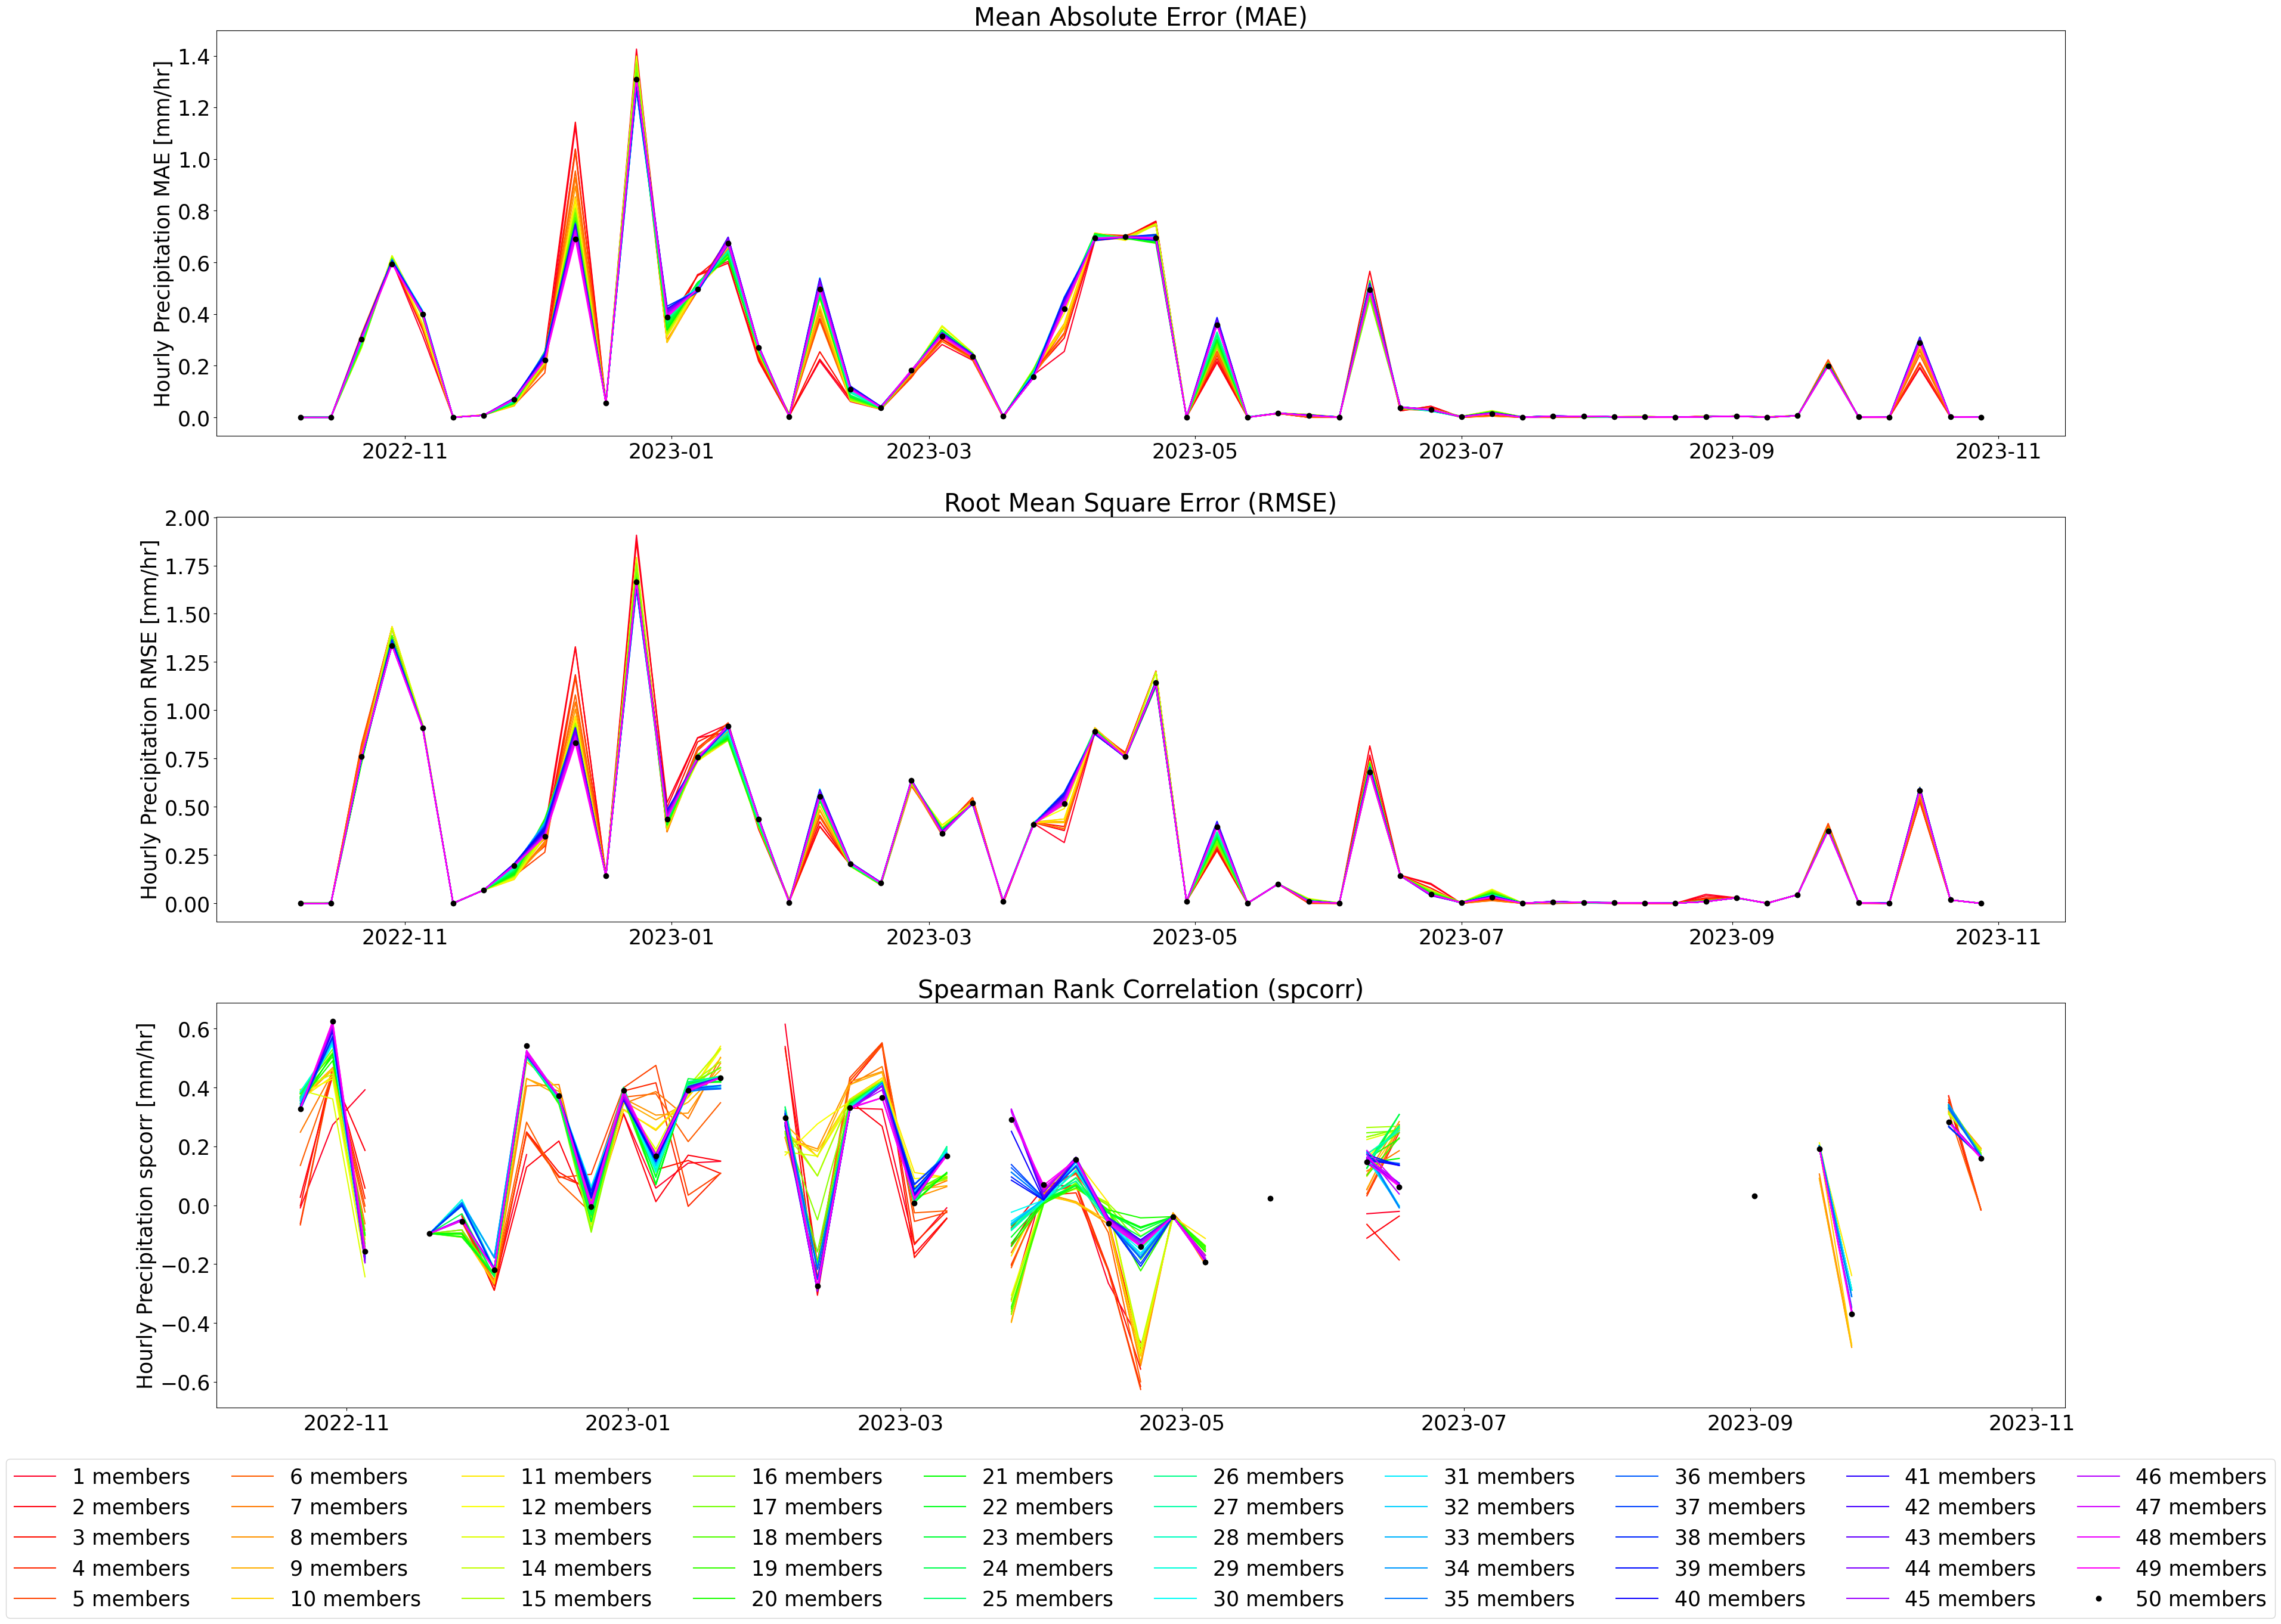 Mean Absolute Error (MAE)
Hourly Precipitation MAE [mm/hr]
1.4
1.2
1.0
0.8
0.6
0.4
0.2
0.0
2022-11 2023-01 2023-03 2023-05 2023-07 2023-09 2023-11
Root Mean Square Error (RMSE)
Hourly Precipitation RMSE [mm/hr]
2.00
1.75
1.50
1.25
1.00
0.75
0.50
0.25
0.00
2022-11 2023-01 2023-03 2023-05 2023-07 2023-09 2023-11
Spearman Rank Correlation (spcorr)
Hourly Precipitation spcorr [mm/hr]
0.6
0.4
0.2
0.0
−0.2
−0.4
−0.6
2022-11 2023-01 2023-03 2023-05 2023-07 2023-09 2023-11
1 members 6 members 11 members 16 members 21 members 26 members 31 members 36 members 41 members 46 members
2 members 7 members 12 members 17 members 22 members 27 members 32 members 37 members 42 members 47 members
3 members 8 members 13 members 18 members 23 members 28 members 33 members 38 members 43 members 48 members
4 members 9 members 14 members 19 members 24 members 29 members 34 members 39 members 44 members 49 members
5 members 10 members 15 members 20 members 25 members 30 members 35 members 40 members 45 members 50 members